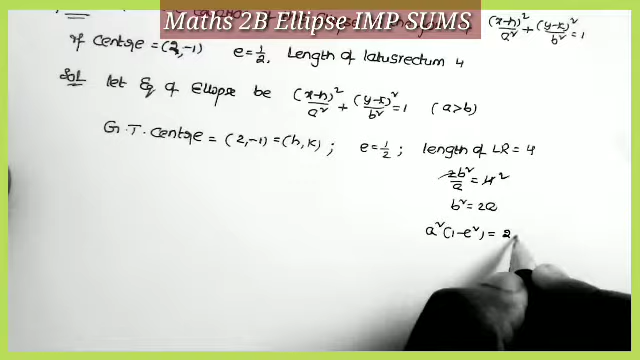 Maths 2B Ellipse IMP SUMS
(x-h)²/a² + (y-k)²/b² = 1
if centre = (2,-1) e = 1/2, Length of latusrectum 4
Sol let Eq of Ellipse be (x-h)²/a² + (y-k)²/b² = 1 (a>b)
G.T. centre = (2,-1) = (h,k) ; e = 1/2 ; length of LR = 4
2b²/a = 4 2
b² = 2a
a²(1-e²) = 2